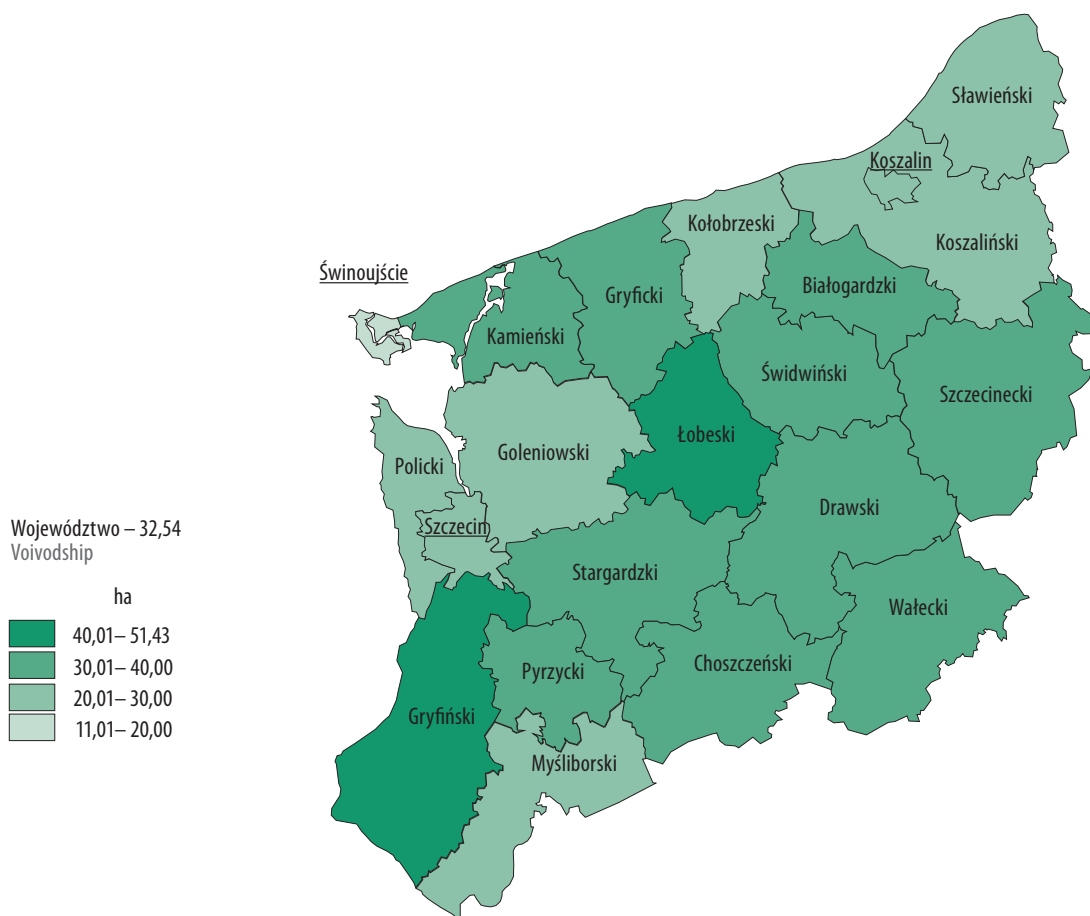 Sławieński
Koszalin
Kołobrzeski
Koszaliński
Świnoujście
Gryficki
Białogardzki
Kamieński
Świdwiński
Szczecinecki
Łobeski
Goleniowski
Policki
Drawski
Szczecin
Województwo – 32,54
Voivodship
Stargardzki
ha
Wałecki
40,01– 51,43
30,01– 40,00
20,01– 30,00
11,01– 20,00
Choszczeński
Pyrzycki
Gryfiński
Myśliborski